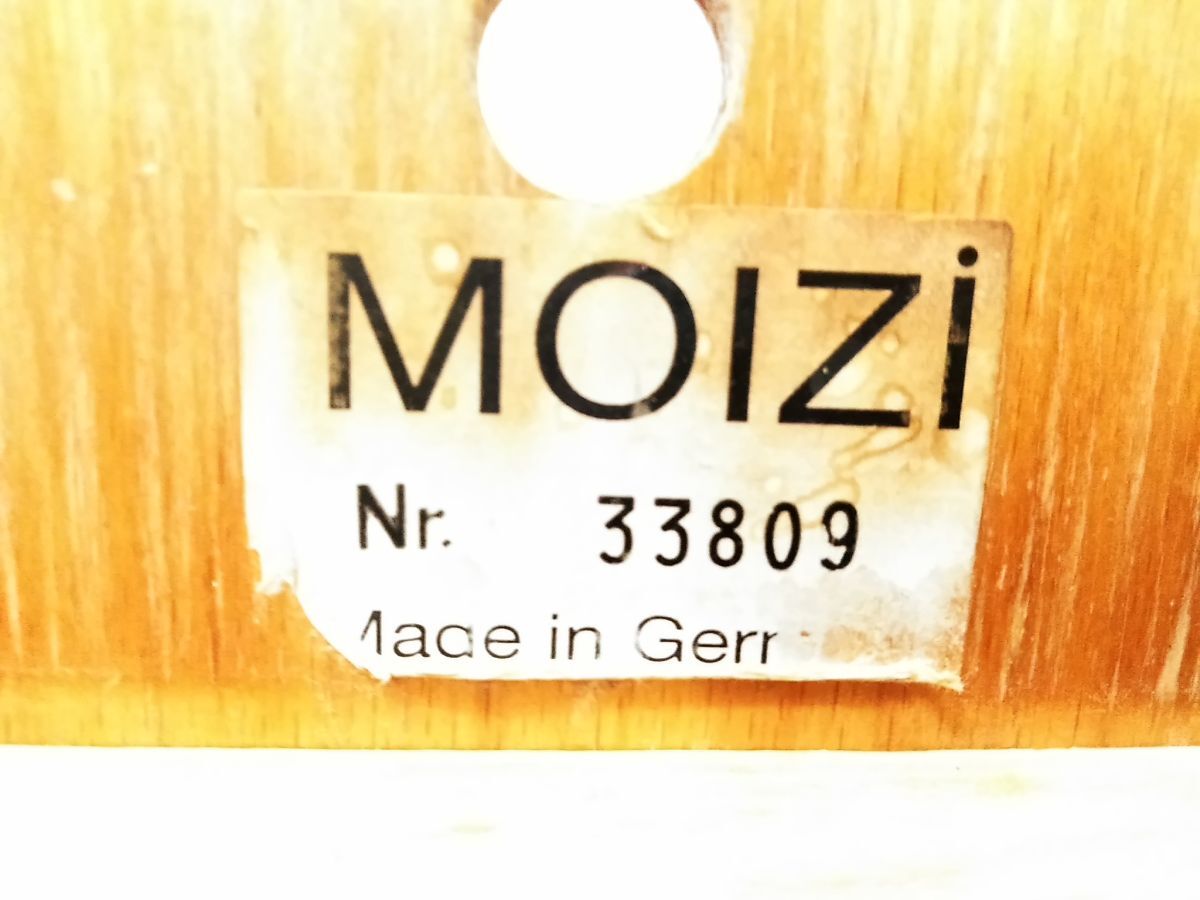 MOIZi
Nr. 33809
Made in Gerr